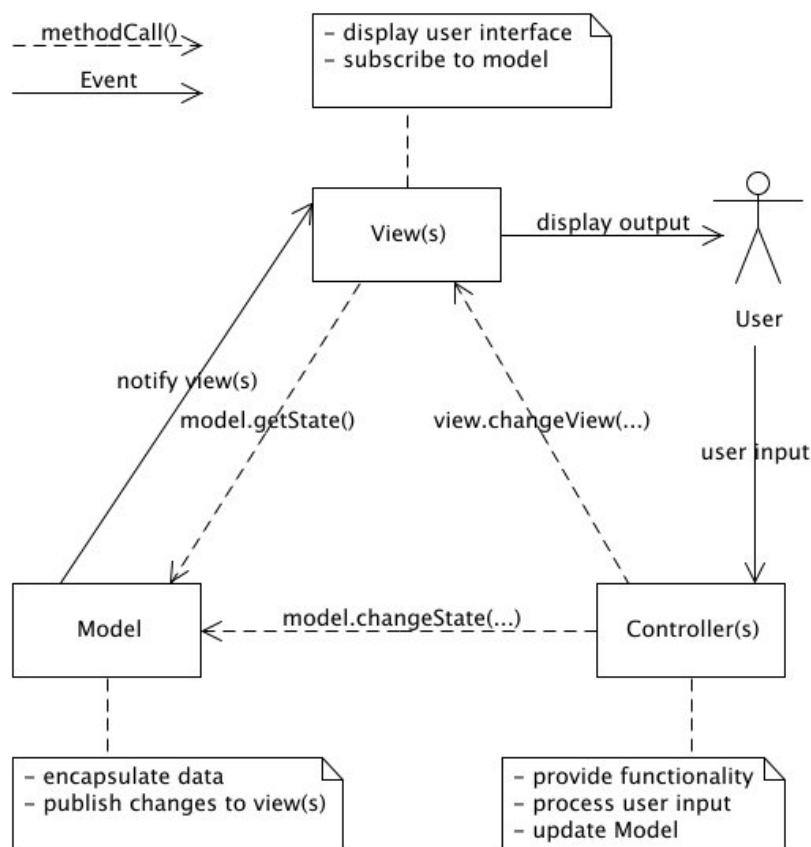 methodCall()
Event
– display user interface
– subscribe to model
View(s)
display output
User
notify view(s)
model.getState()
view.changeView(...)
user input
Model
model.changeState(...)
Controller(s)
– encapsulate data
– publish changes to view(s)
– provide functionality
– process user input
– update Model